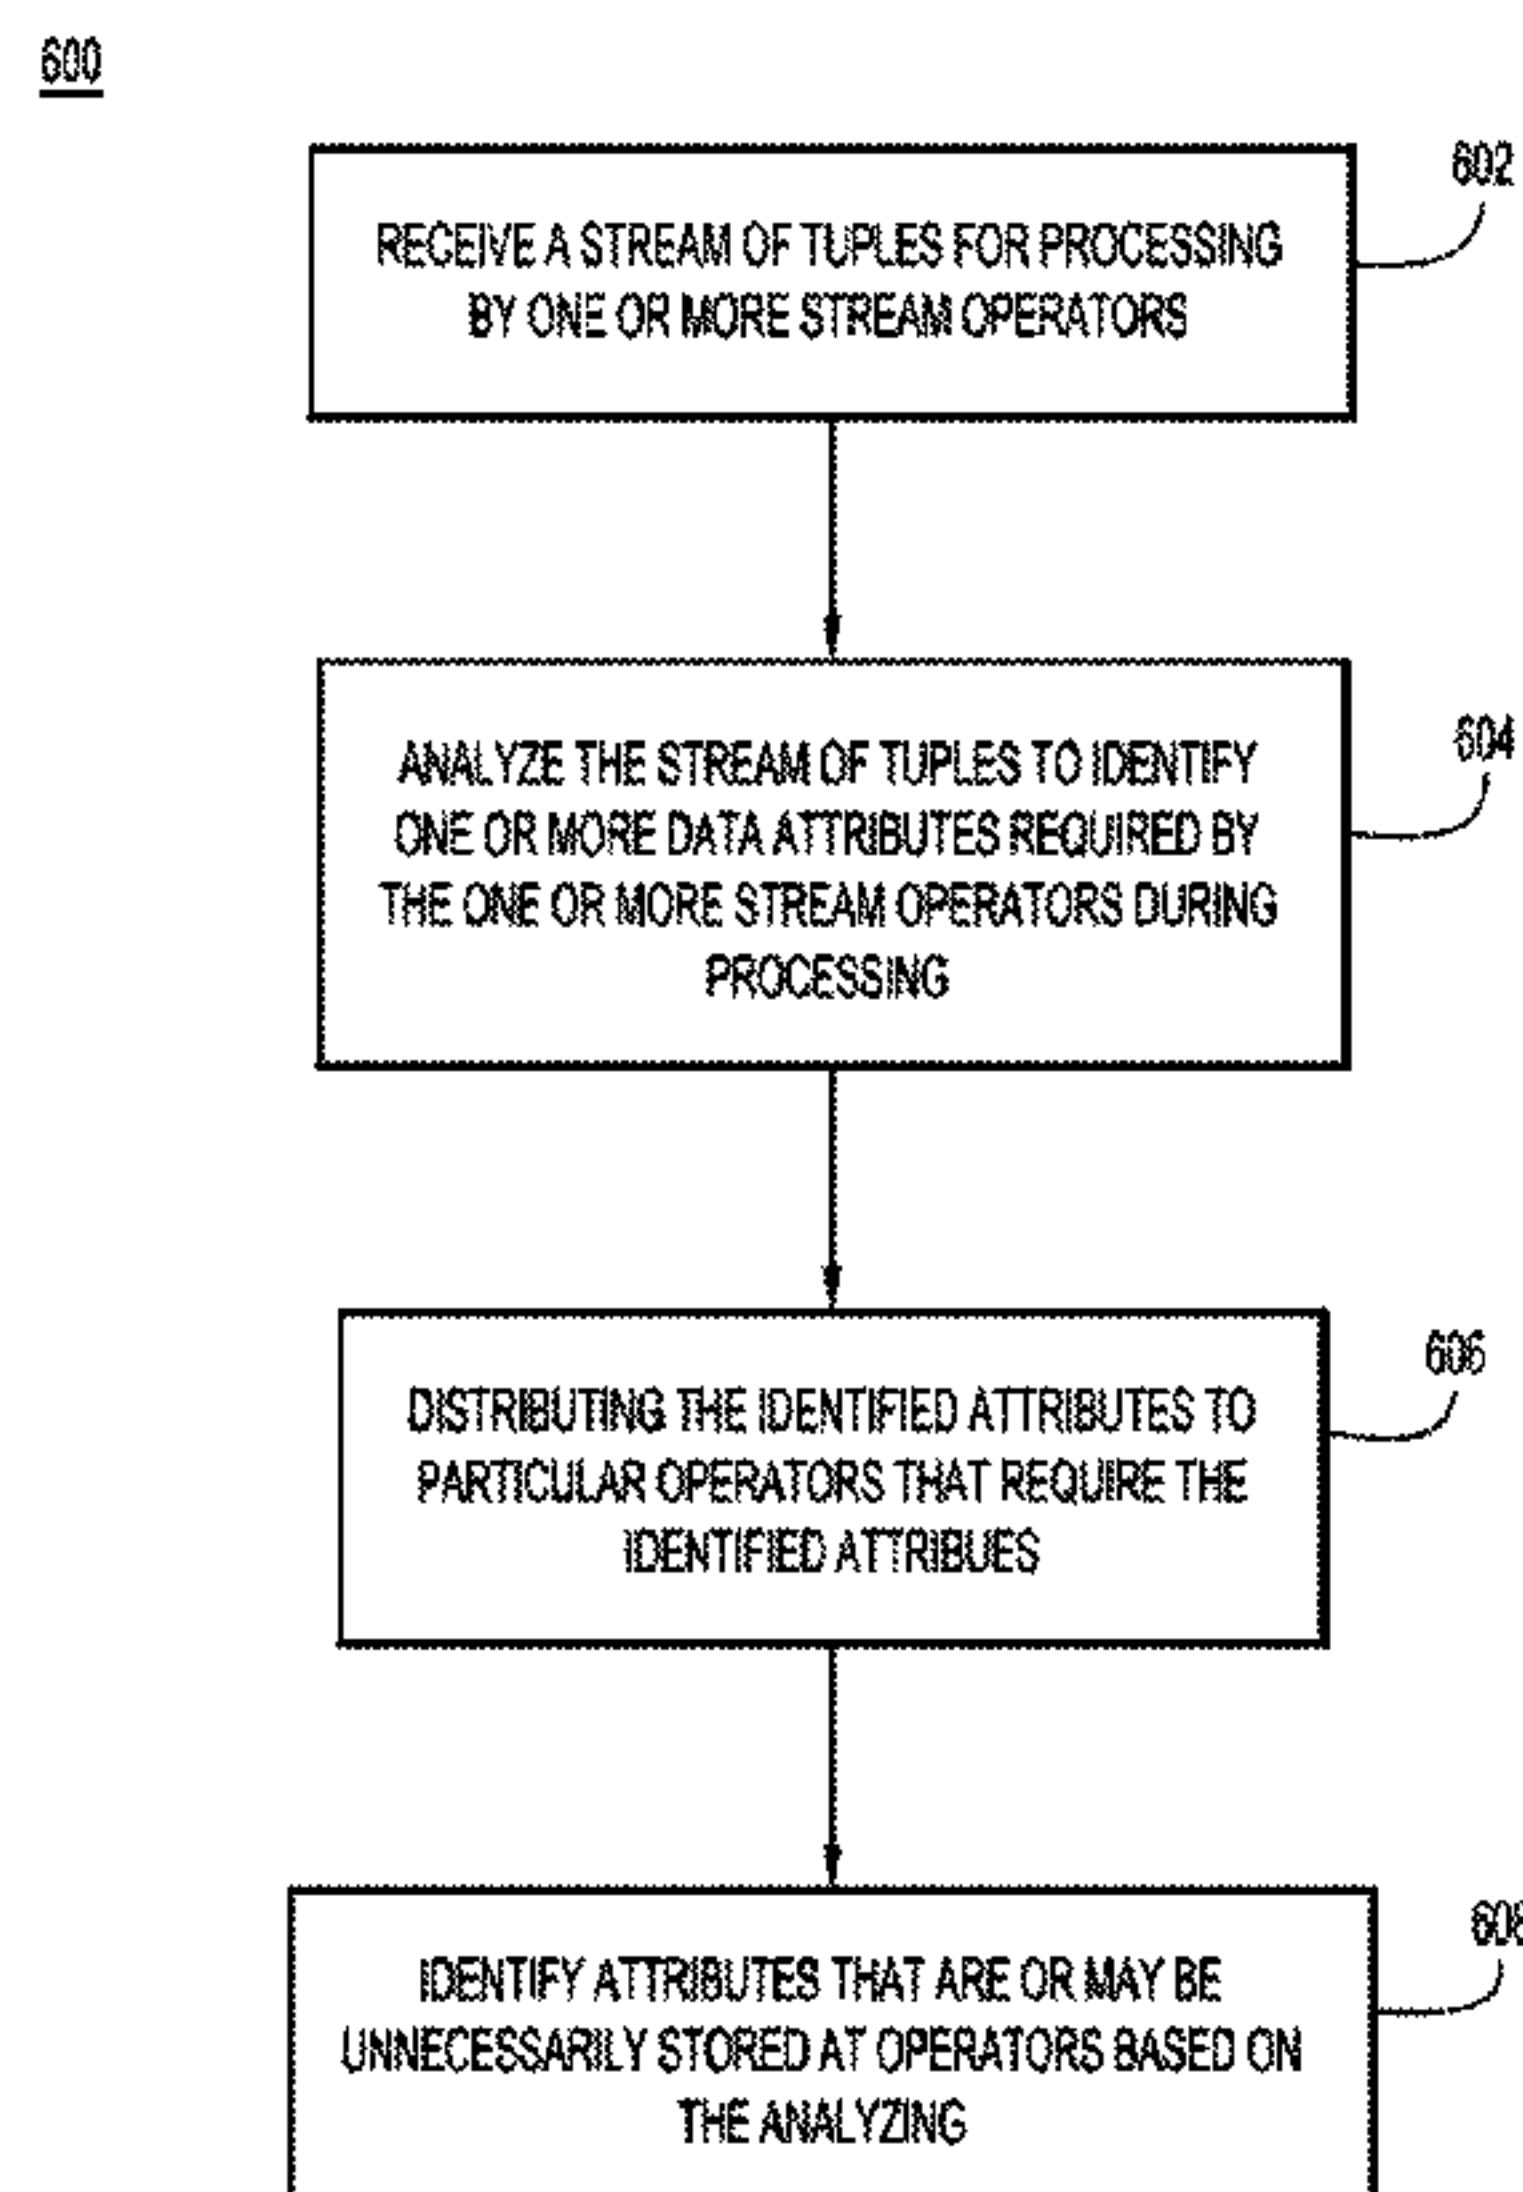 600
602
RECEIVE A STREAM OF TUPLES FOR PROCESSING
BY ONE OR MORE STREAM OPERATORS
604
ANALYZE THE STREAM OF TUPLES TO IDENTIFY
ONE OR MORE DATA ATTRIBUTES REQUIRED BY
THE ONE OR MORE STREAM OPERATORS DURING
PROCESSING
606
DISTRIBUTING THE IDENTIFIED ATTRIBUTES TO
PARTICULAR OPERATORS THAT REQUIRE THE
IDENTIFIED ATTRIBUES
608
IDENTIFY ATTRIBUTES THAT ARE OR MAY BE
UNNECESSARILY STORED AT OPERATORS BASED ON
THE ANALYZING